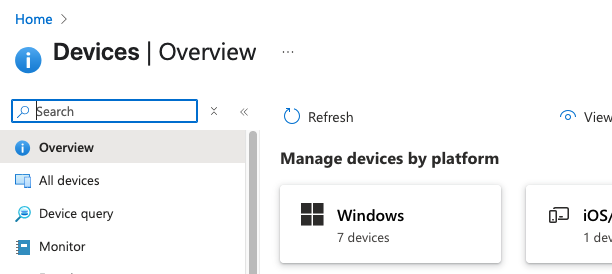 Home
Devices | Overview
Search
Refresh
View
Overview
Manage devices by platform
All devices
Device query
Windows
iOS/
7 devices
1 dev
Monitor